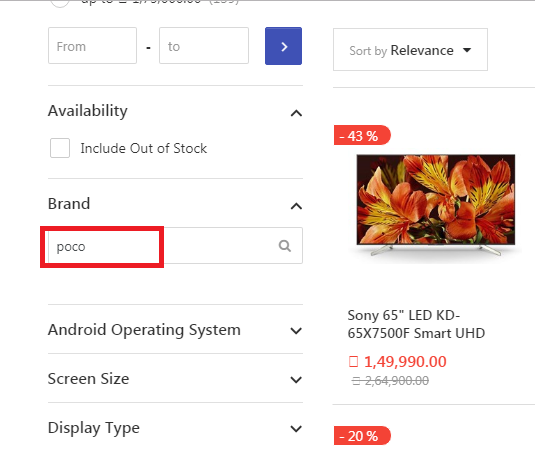 From - to
Sort by Relevance
Availability
Include Out of Stock
- 43 %
Brand
poco
Sony 65" LED KD-
65X7500F Smart UHD
Android Operating System
1,49,990.00
Screen Size
2,64,900.00
Display Type
- 20 %